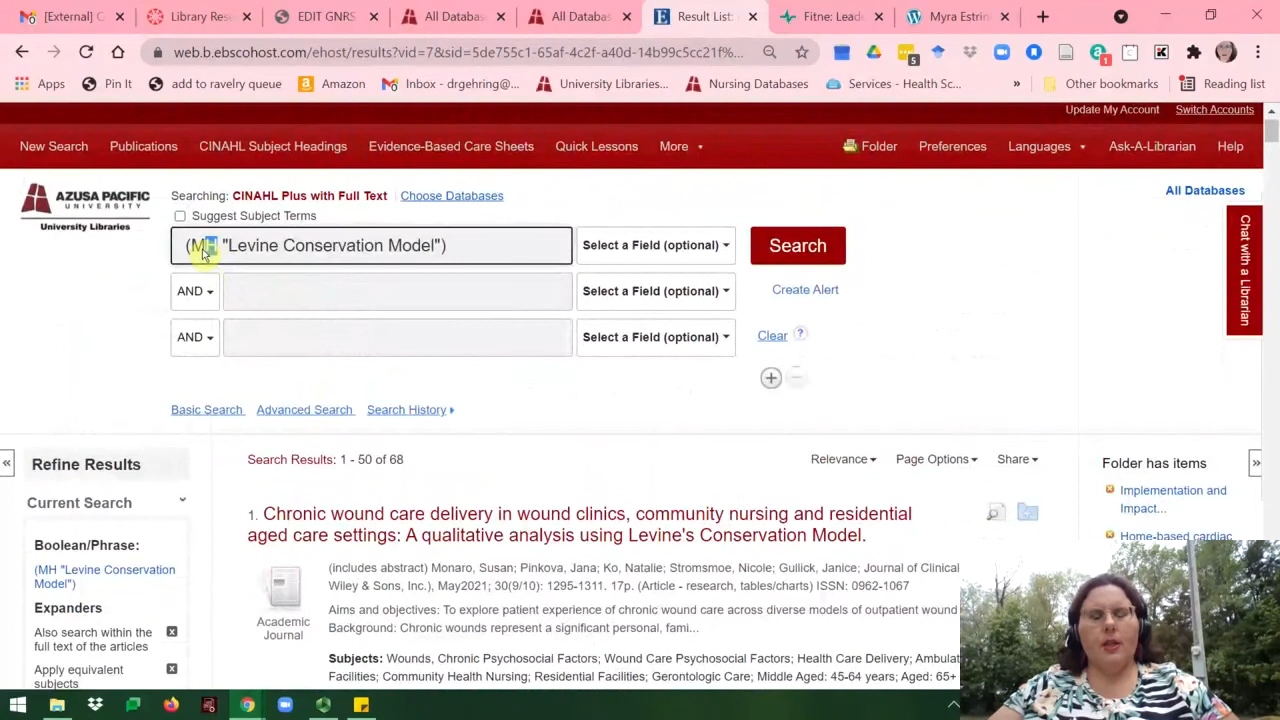 [External] C
Library Res
EDIT GNRS
All Databas
All Databas
Result List:
Fitne: Lead
Myra Estrin
web.b.ebscohost.com/ehost/results?vid=7&sid=5de755c1-65af-4c2f-a40d-14b99c5cc21f%...
5
1
Apps
Pin It
add to ravelry queue
Amazon
Inbox - drgehring@...
University Libraries...
Nursing Databases
Services - Health Sc...
»
Other bookmarks
Reading list
Update My Account
Switch Accounts
New Search
Publications
CINAHL Subject Headings
Evidence-Based Care Sheets
Quick Lessons
More
Folder
Preferences
Languages
Ask-A-Librarian
Help
AZUSA PACIFIC
UNIVERSITY
University Libraries
Searching: CINAHL Plus with Full Text
Choose Databases
All Databases
Suggest Subject Terms
(MH "Levine Conservation Model")
Select a Field (optional)
Search
AND
Select a Field (optional)
Create Alert
AND
Select a Field (optional)
Clear
?
Chat with a Librarian
Basic Search
Advanced Search
Search History
«
Refine Results
Search Results: 1 - 50 of 68
Relevance
Page Options
Share
Folder has items
»
Current Search
Implementation and
Impact...
Home-based cardiac
1. Chronic wound care delivery in wound clinics, community nursing and residential
aged care settings: A qualitative analysis using Levine's Conservation Model.
Boolean/Phrase:
(MH "Levine Conservation
Model")
Expanders
Also search within the
full text of the articles
Apply equivalent
subjects
Academic
Journal
(includes abstract) Monaro, Susan; Pinkova, Jana; Ko, Natalie; Stromsmoe, Nicole; Gullick, Janice; Journal of Clinical
Wiley & Sons, Inc.), May2021; 30(9/10): 1295-1311. 17p. (Article - research, tables/charts) ISSN: 0962-1067
Aims and objectives: To explore patient experience of chronic wound care across diverse models of outpatient wound
Background: Chronic wounds represent a significant personal, fami...
Subjects: Wounds, Chronic Psychosocial Factors; Wound Care Psychosocial Factors; Health Care Delivery; Ambulat
Facilities; Community Health Nursing; Residential Facilities; Gerontologic Care; Middle Aged: 45-64 years; Aged: 65+